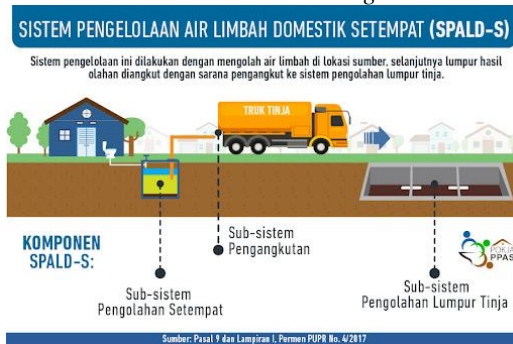 SISTEM PENGELOLAAN AIR LIMBAH DOMESTIK SETEMPAT (SPALD-S)
Sistem pengelolaan ini dilakukan dengan mengolah air limbah di lokasi sumber, selanjutnya lumpur hasil
olahan diangkut dengan sarana pengangkut ke sistem pengolahan lumpur tinja.
TRUK TINJA
KOMPONEN
SPALD-S:
Sub-sistem
Pengangkutan
POKJA
PPAS
Sub-sistem
Pengolahan Setempat
Sub-sistem
Pengolahan Lumpur Tinja
Sumber: Pasal 9 dan Lampiran I, Permen PUPR No. 4/2017